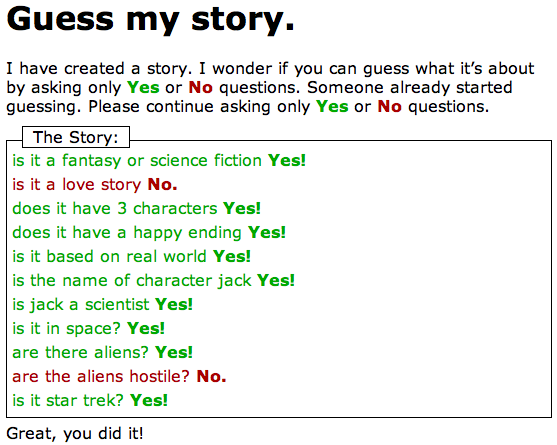 Guess my story.
I have created a story. I wonder if you can guess what it’s about
by asking only Yes or No questions. Someone already started
guessing. Please continue asking only Yes or No questions.
The Story:
is it a fantasy or science fiction Yes!
is it a love story No.
does it have 3 characters Yes!
does it have a happy ending Yes!
is it based on real world Yes!
is the name of character jack Yes!
is jack a scientist Yes!
is it in space? Yes!
are there aliens? Yes!
are the aliens hostile? No.
is it star trek? Yes!
Great, you did it!